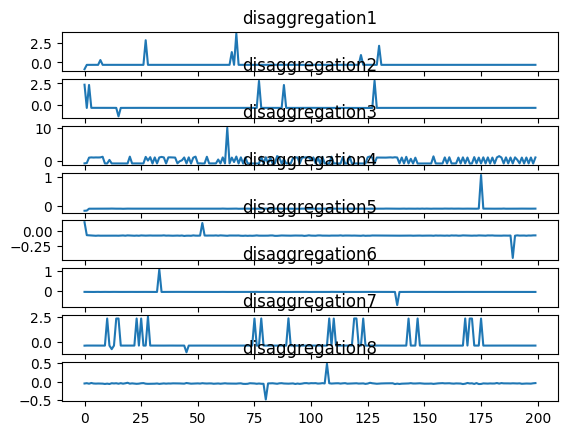 disaggregation1
2.5
0.0
disaggregation2
2.5
0.0
disaggregation3
10
0
disaggregation4
1
0
disaggregation5
0.00
−0.25
disaggregation6
1
0
disaggregation7
2.5
0.0
disaggregation8
0.5
0.0
−0.5
0 25 50 75 100 125 150 175 200